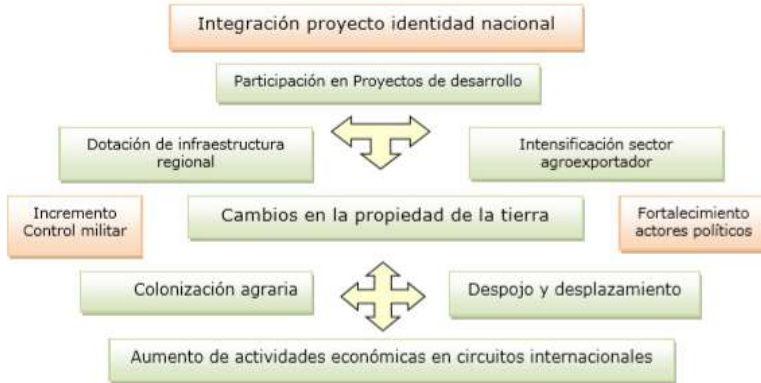 Integración proyecto identidad nacional
Participación en Proyectos de desarrollo
Dotación de infraestructura
regional
Intensificación sector
agroexportador
Incremento
Control militar
Cambios en la propiedad de la tierra
Fortalecimiento
actores políticos
Colonización agraria
Despojo y desplazamiento
Aumento de actividades económicas en circuitos internacionales